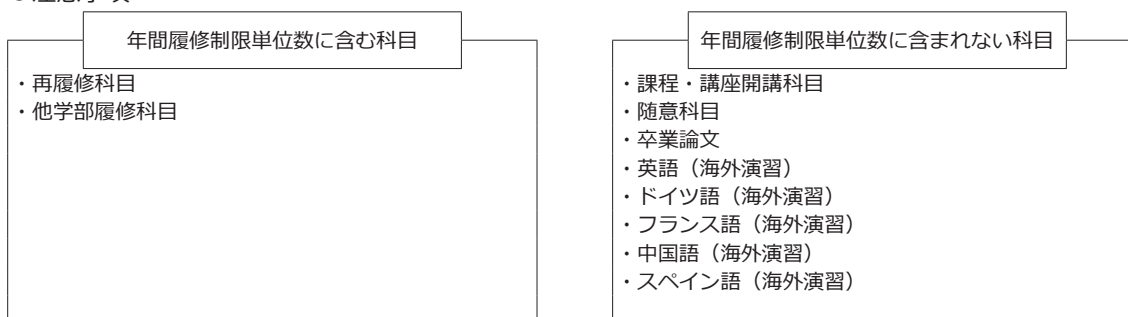 年間履修制限単位数に含む科目
・再履修科目
・他学部履修科目
年間履修制限単位数に含まれない科目
・課程・講座開講科目
・随意科目
・卒業論文
・英語（海外演習）
・ドイツ語（海外演習）
・フランス語（海外演習）
・中国語（海外演習）
・スペイン語（海外演習）